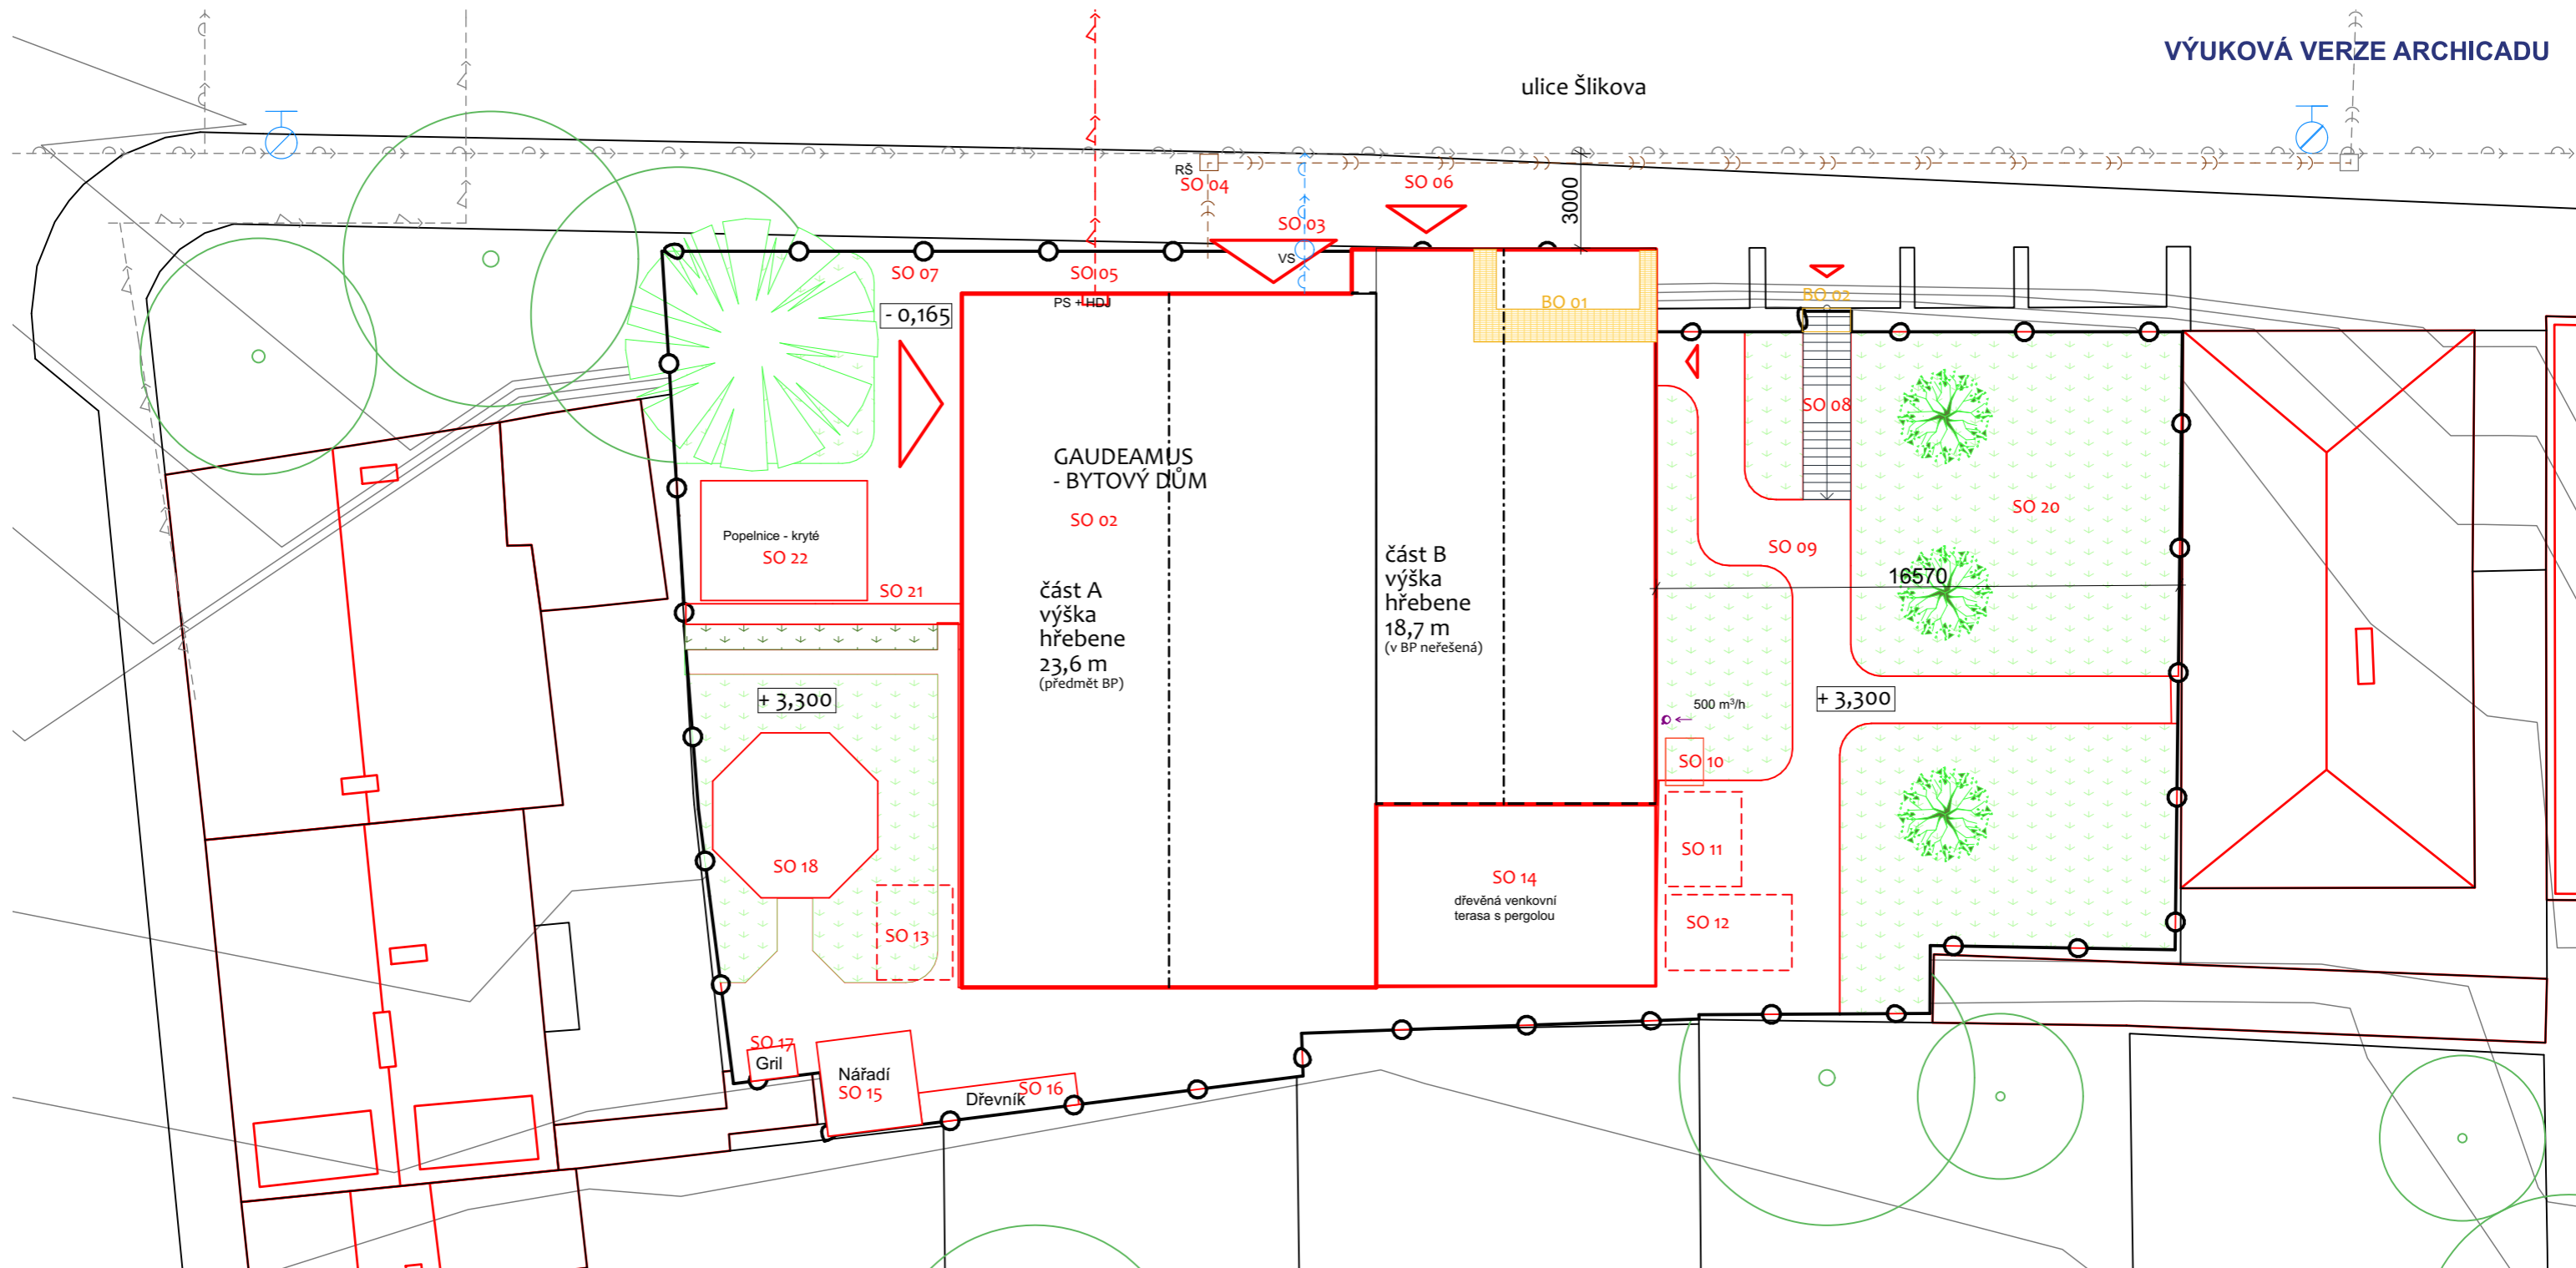 VÝUKOVÁ VERZE ARCHICADU
ulice Šlikova
RŠ
SO 04
SO 06
3000
SO 03
VS
SO 07
SO 05
PS + HDJ
- 0,165
BO 01
BO 02
SO 08
GAUDEAMUS
- BYTOVÝ DŮM
SO 02
SO 20
Popelnice - kryté
SO 22
SO 21
část A
výška
hřebene
23,6 m
(předmět BP)
část B
výška
hřebene
18,7 m
(v BP neřešená)
SO 09
16570
+ 3,300
500 m³/h
+ 3,300
SO 10
SO 18
SO 11
SO 14
dřevěná venkovní
terasa s pergolou
SO 12
SO 13
SO 17
Gril
Nářadí
SO 15
SO 16
Dřevník